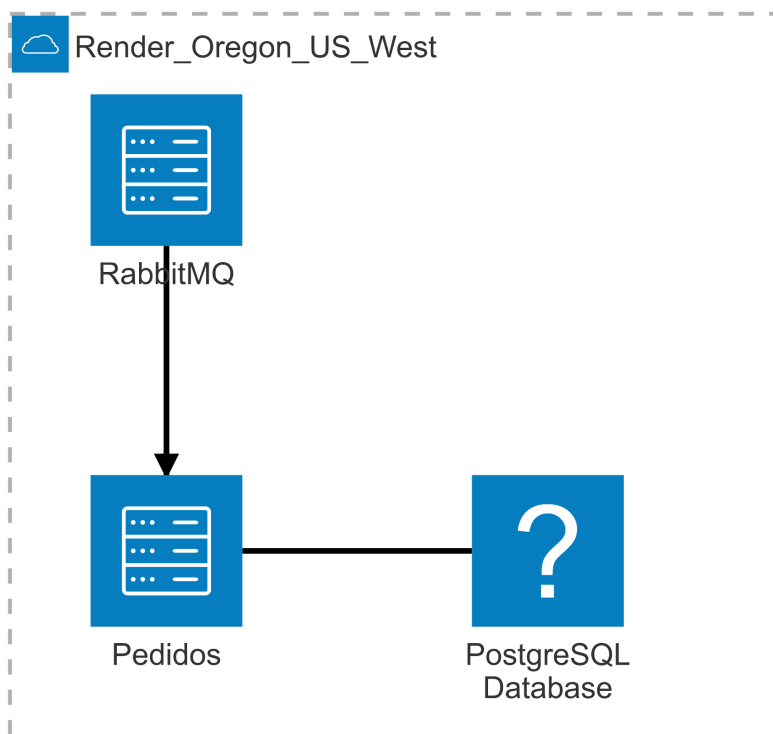 Render_Oregon_US_West
RabbitMQ
Pedidos
PostgreSQL
Database
?